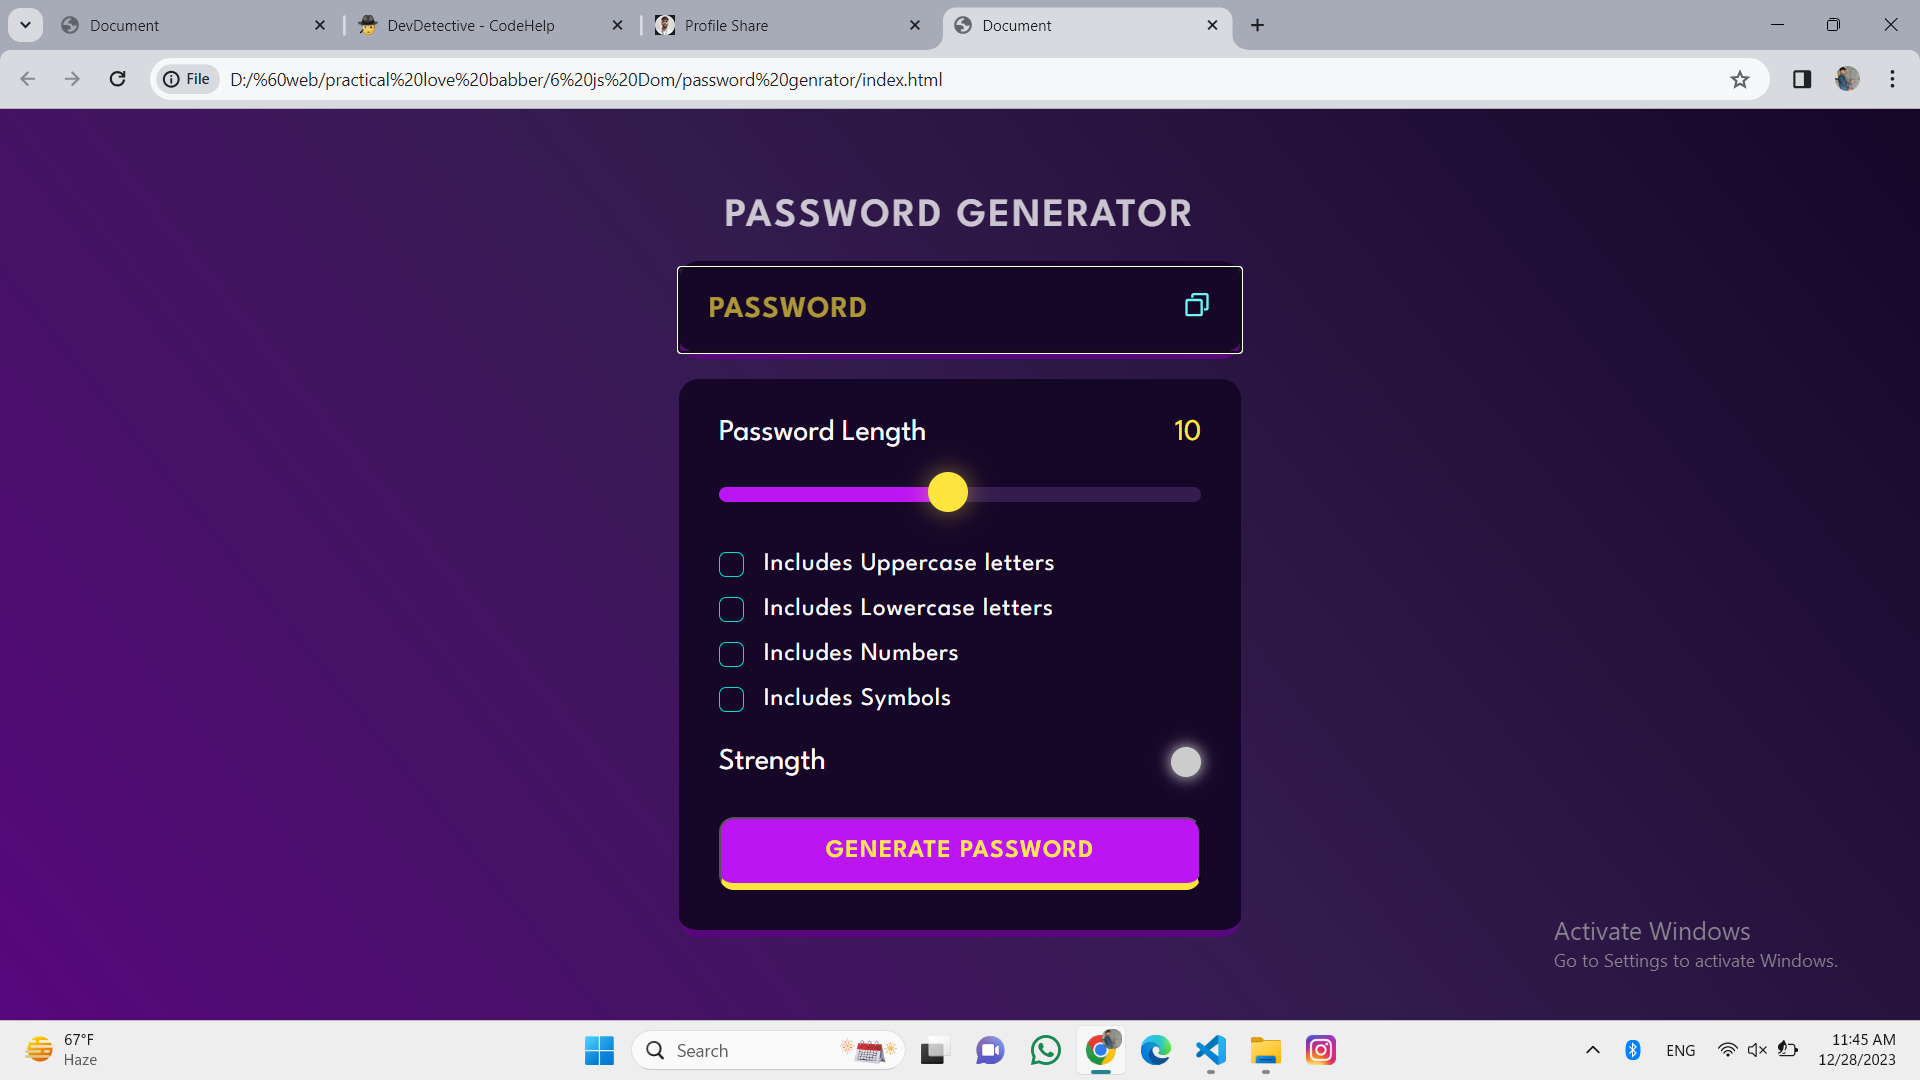 Document
DevDetective - CodeHelp
Profile Share
Document
File
D:/%60web/practical%20love%20babber/6%20js%20Dom/password%20genrator/index.html
PASSWORD GENERATOR
PASSWORD
Password Length
10
Includes Uppercase letters
Includes Lowercase letters
Includes Numbers
Includes Symbols
Strength
GENERATE PASSWORD
Activate Windows
Go to Settings to activate Windows.
67°F
Haze
Search
ENG
11:45 AM
12/28/2023